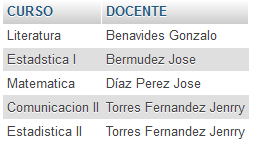 CURSO DOCENTE
Literatura Benavides Gonzalo
Estadstica I Bermudez Jose
Matematica Díaz Perez Jose
Comunicacion II Torres Fernandez Jenrry
Estadistica II Torres Fernandez Jenrry